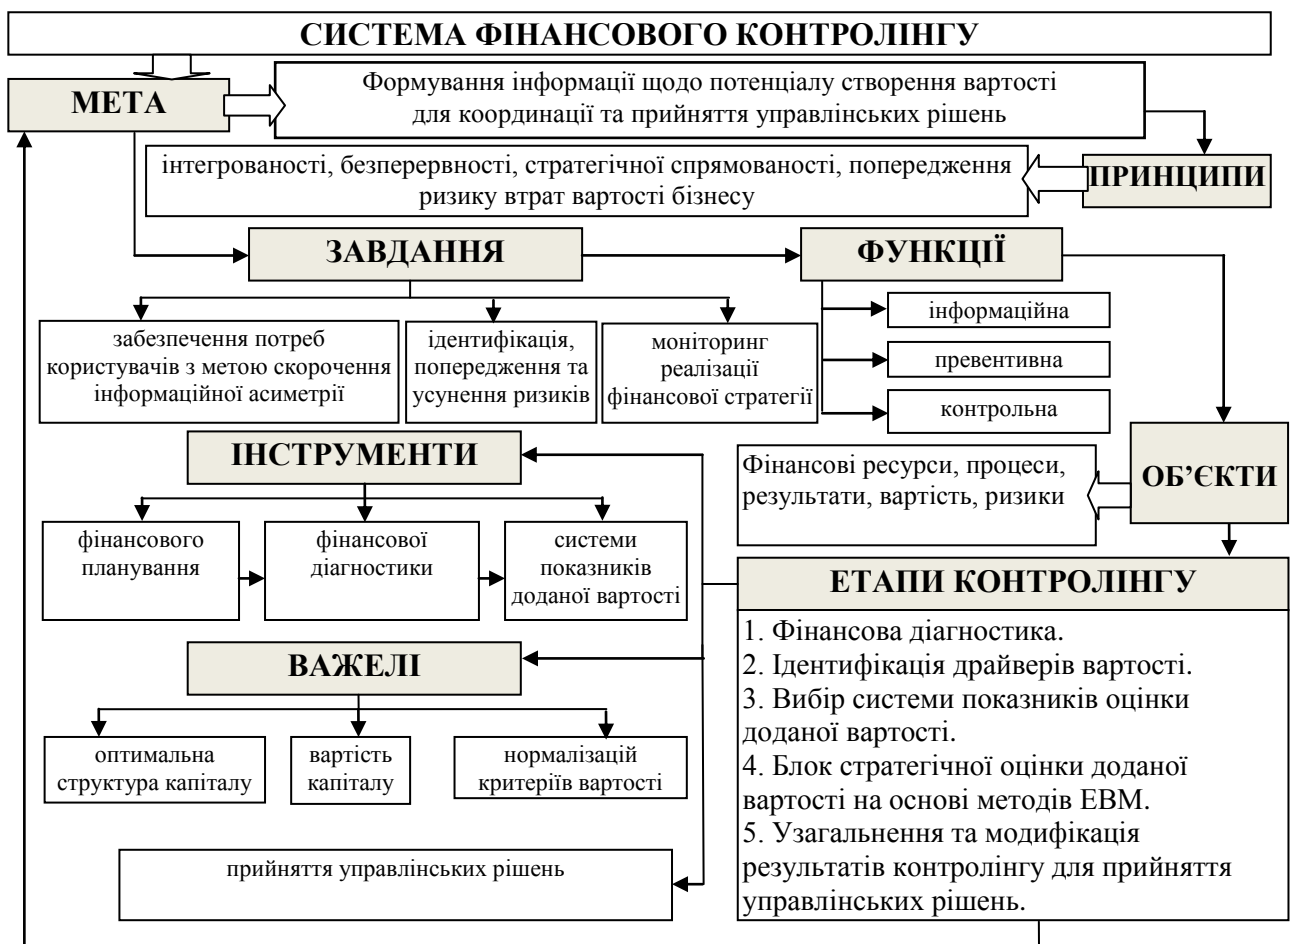 СИСТЕМА ФІНАНСОВОГО КОНТРОЛІНГУ
МЕТА
Формування інформації щодо потенціалу створення вартості
для координації та прийняття управлінських рішень
інтегрованості, безперервності, стратегічної спрямованості, попередження
ризику втрат вартості бізнесу
ПРИНЦИПИ
ЗАВДАННЯ
ФУНКЦІЇ
забезпечення потреб
користувачів з метою скорочення
інформаційної асиметрії
ідентифікація,
попередження та
усунення ризиків
моніторинг
реалізації
фінансової стратегії
інформаційна
превентивна
контрольна
ІНСТРУМЕНТИ
Фінансові ресурси, процеси,
результати, вартість, ризики
ОБ’ЄКТИ
фінансового
планування
фінансової
діагностики
системи
показників
доданої вартості
ЕТАПИ КОНТРОЛІНГУ
1. Фінансова діагностика.
2. Ідентифікація драйверів вартості.
3. Вибір системи показників оцінки
доданої вартості.
4. Блок стратегічної оцінки доданої
вартості на основі методів EBM.
5. Узагальнення та модифікація
результатів контролінгу для прийняття
управлінських рішень.
ВАЖЕЛІ
оптимальна
структура капіталу
вартість
капіталу
нормалізацій
критеріїв вартості
прийняття управлінських рішень